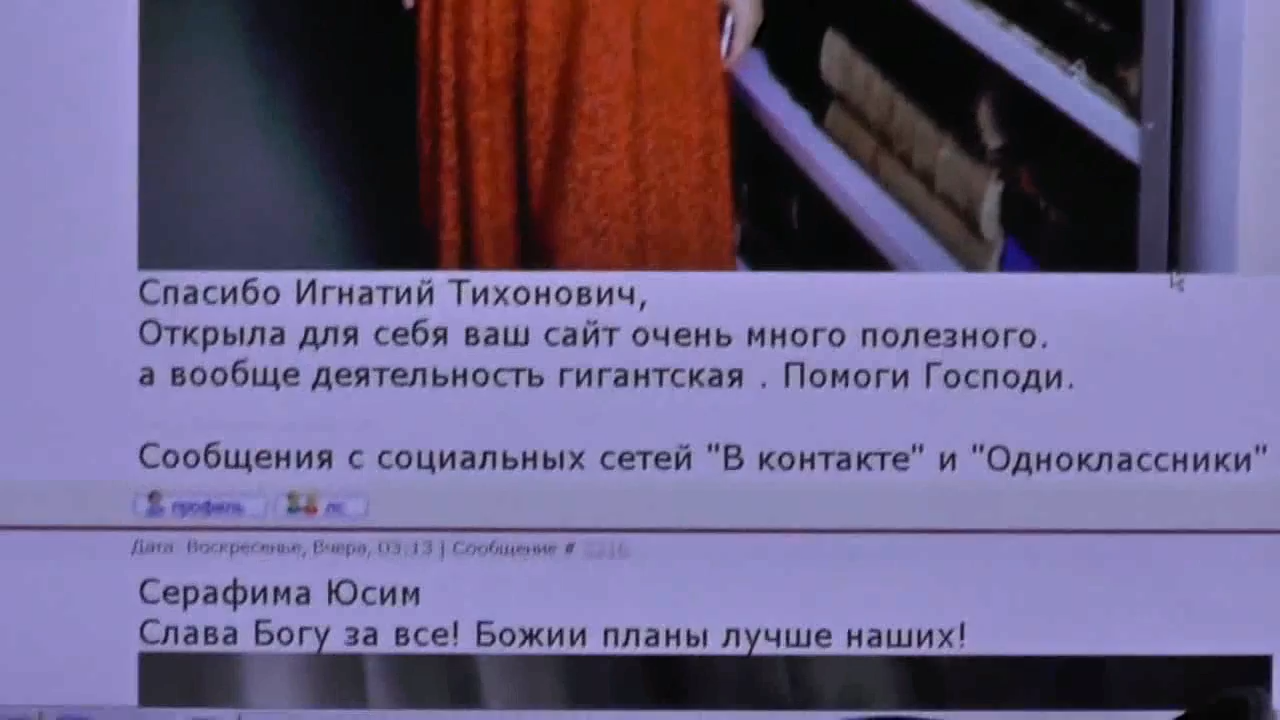 Спасибо Игнатий Тихонович,
Открыла для себя ваш сайт очень много полезного.
а вообще деятельность гигантская . Помоги Господи.
Сообщения с социальных сетей "В контакте" и "Одноклассники"
профиль лс
Дата: Воскресенье, Вчера, 03:13 | Сообщение #
Серафима Юсим
Слава Богу за все! Божии планы лучше наших!